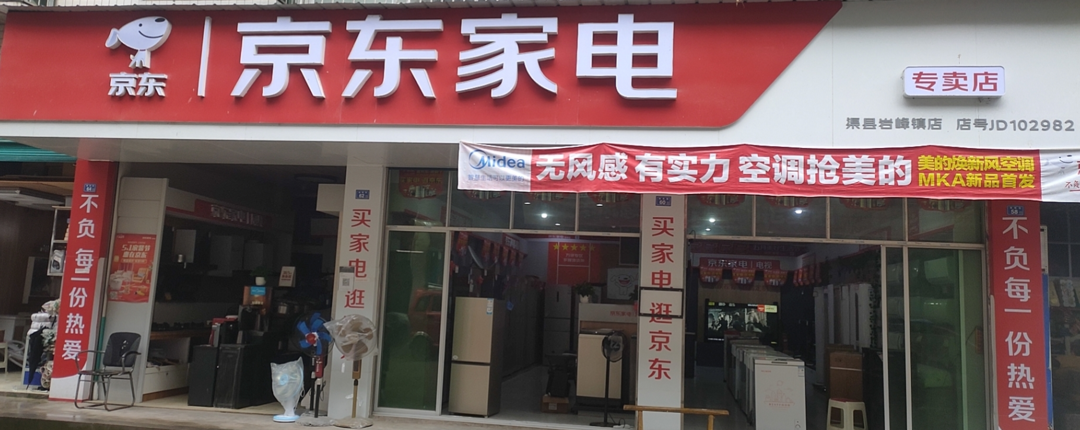 京东
京东家电
专卖店
渠县岩峰镇店 店号JD102982
Midea
无风感 有实力 空调抢美的
美的焕新风空调
MKA新品首发
不负每一份热爱
买家电逛
买家电逛京东
不负每一份热爱
京东家电